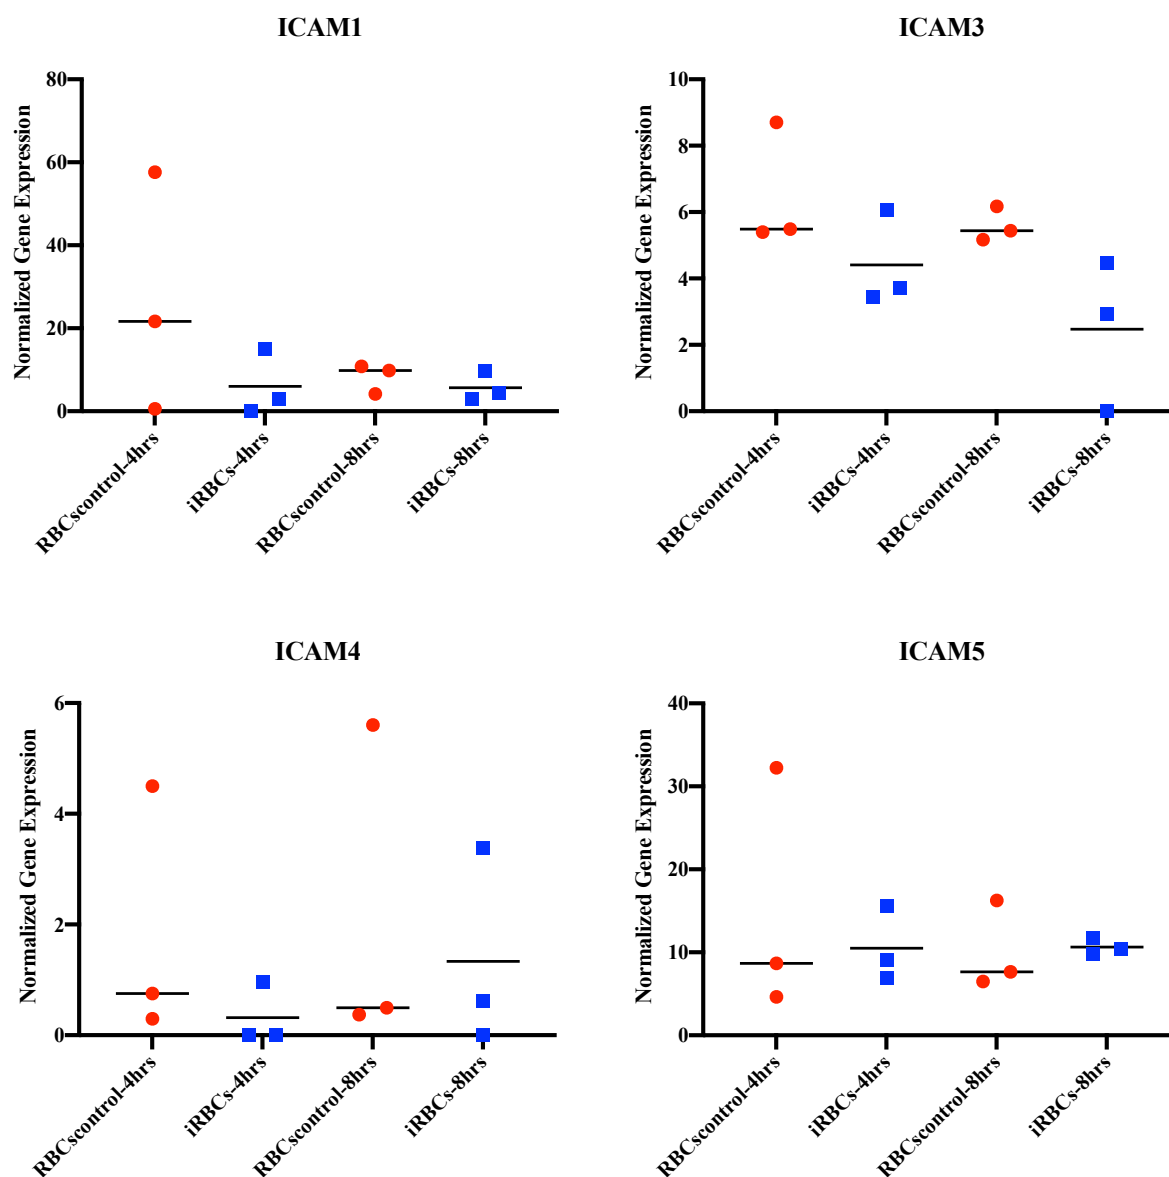 ICAM1
Normalized Gene Expression
80
60
40
20
0
RBCscontrol-4hrs
iRBCs-4hrs
RBCscontrol-8hrs
iRBCs-8hrs
ICAM3
Normalized Gene Expression
10
8
6
4
2
0
RBCscontrol-4hrs
iRBCs-4hrs
RBCscontrol-8hrs
iRBCs-8hrs
ICAM4
Normalized Gene Expression
6
4
2
0
RBCscontrol-4hrs
iRBCs-4hrs
RBCscontrol-8hrs
iRBCs-8hrs
ICAM5
Normalized Gene Expression
40
30
20
10
0
RBCscontrol-4hrs
iRBCs-4hrs
RBCscontrol-8hrs
iRBCs-8hrs